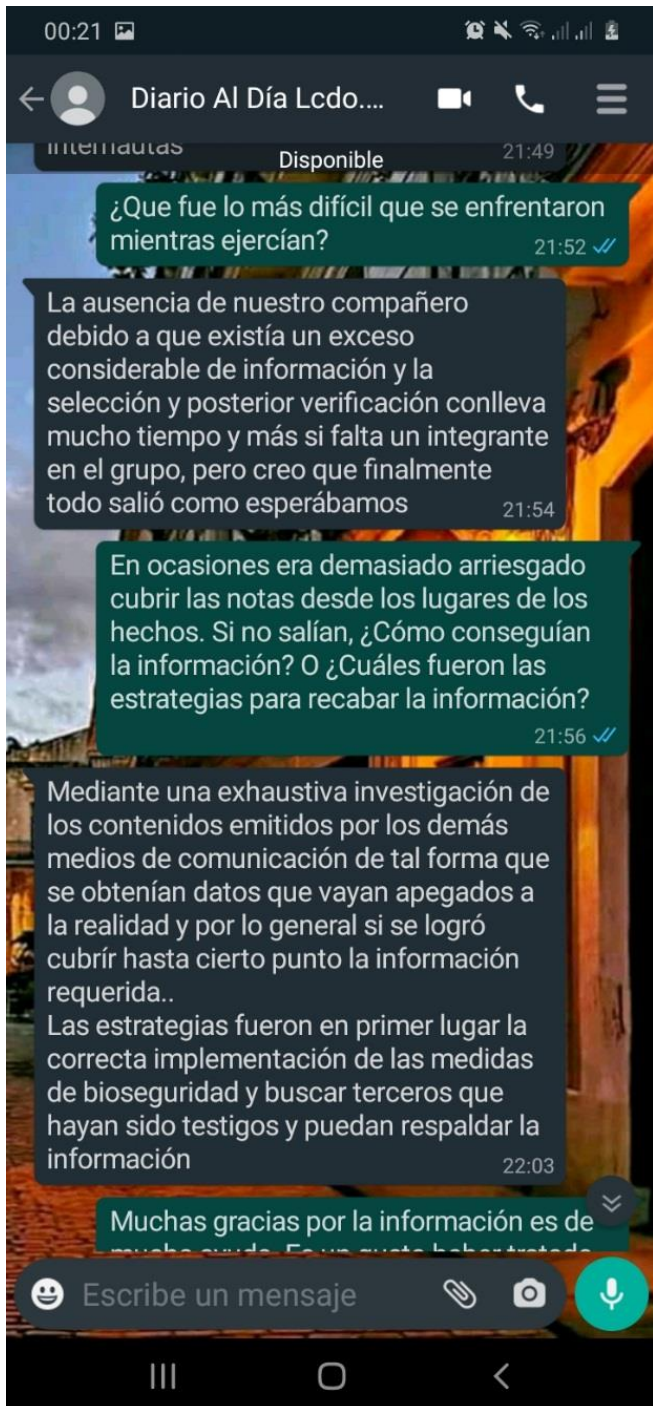 00:21
Diario Al Día Lcdo....
internautas
21:49
Disponible
¿Que fue lo más difícil que se enfrentaron
mientras ejercían?
21:52
La ausencia de nuestro compañero
debido a que existía un exceso
considerable de información y la
selección y posterior verificación conlleva
mucho tiempo y más si falta un integrante
en el grupo, pero creo que finalmente
todo salió como esperábamos
21:54
En ocasiones era demasiado arriesgado
cubrir las notas desde los lugares de los
hechos. Si no salían, ¿Cómo conseguían
la información? O ¿Cuáles fueron las
estrategias para recabar la información?
21:56
Mediante una exhaustiva investigación de
los contenidos emitidos por los demás
medios de comunicación de tal forma que
se obtenían datos que vayan apegados a
la realidad y por lo general si se logró
cubrír hasta cierto punto la información
requerida..
Las estrategias fueron en primer lugar la
correcta implementación de las medidas
de bioseguridad y buscar terceros que
hayan sido testigos y puedan respaldar la
información
22:03
Muchas gracias por la información es de
mucha ayuda. Es un gusto haber tratado
Escribe un mensaje